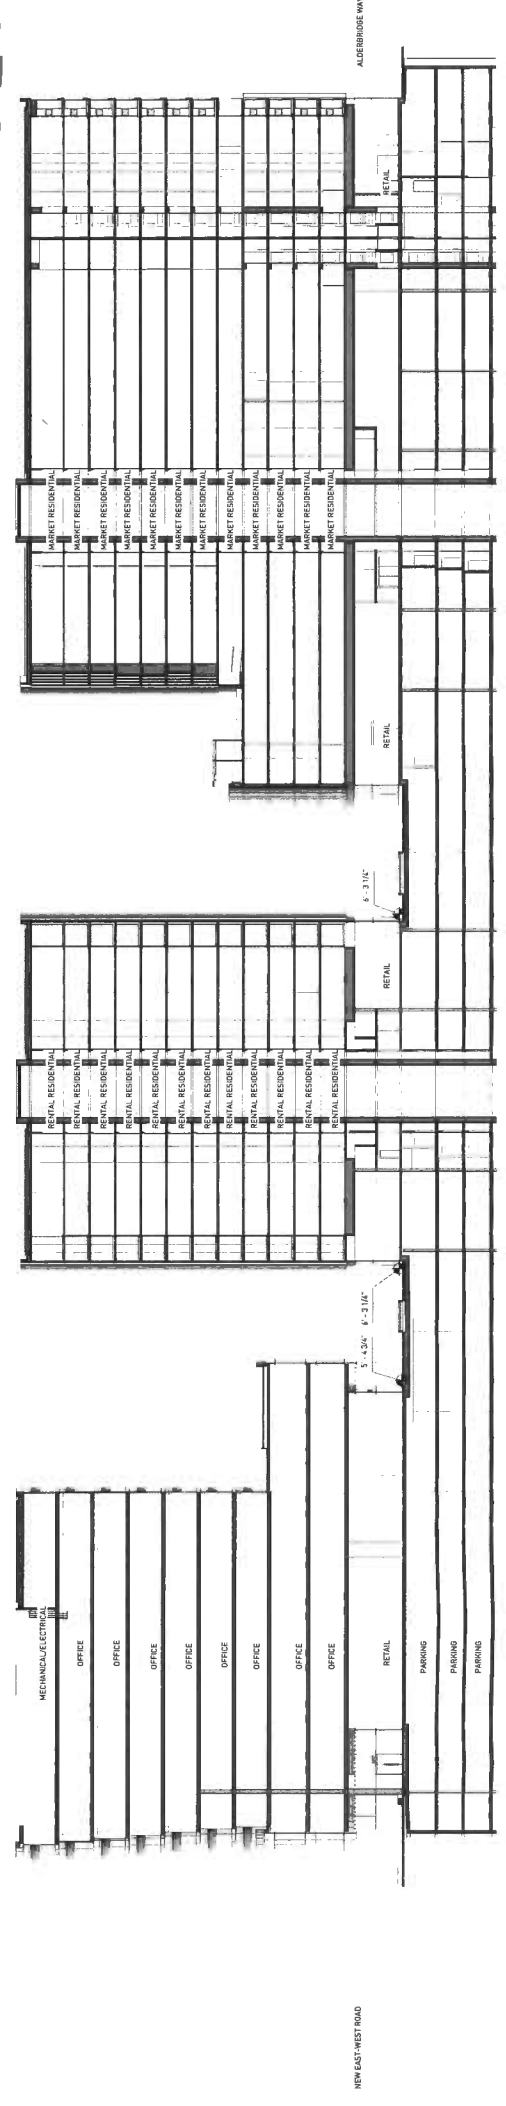 NEW EAST-WEST ROAD
MECHANICAL/ELECTRICAL
OFFICE
OFFICE
OFFICE
OFFICE
OFFICE
OFFICE
OFFICE
OFFICE
RETAIL
PARKING
PARKING
PARKING
5' - 4 3/4"
6' - 3 1/4"
RENTAL RESIDENTIAL
RENTAL RESIDENTIAL
RENTAL RESIDENTIAL
RENTAL RESIDENTIAL
RENTAL RESIDENTIAL
RENTAL RESIDENTIAL
RENTAL RESIDENTIAL
RENTAL RESIDENTIAL
RENTAL RESIDENTIAL
RENTAL RESIDENTIAL
RENTAL RESIDENTIAL
RENTAL RESIDENTIAL
RETAIL
6' - 3 1/4"
RETAIL
MARKET RESIDENTIAL
MARKET RESIDENTIAL
MARKET RESIDENTIAL
MARKET RESIDENTIAL
MARKET RESIDENTIAL
MARKET RESIDENTIAL
MARKET RESIDENTIAL
MARKET RESIDENTIAL
MARKET RESIDENTIAL
MARKET RESIDENTIAL
MARKET RESIDENTIAL
MARKET RESIDENTIAL
RETAIL
ALDERBRIDGE WAY